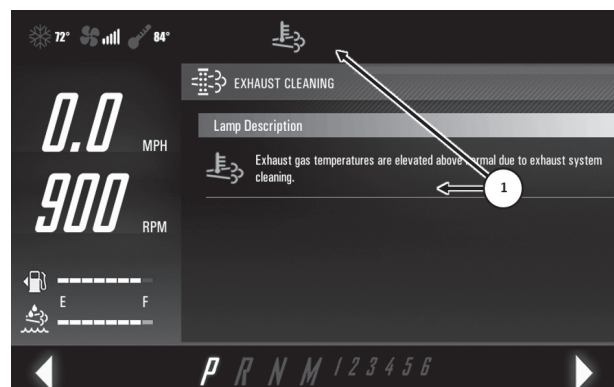 72° 84°
EXHAUST CLEANING
0.0 MPH
Lamp Description
Exhaust gas temperatures are elevated above normal due to exhaust system
cleaning.
1
900 RPM
E F
P R N M 1 2 3 4 5 6